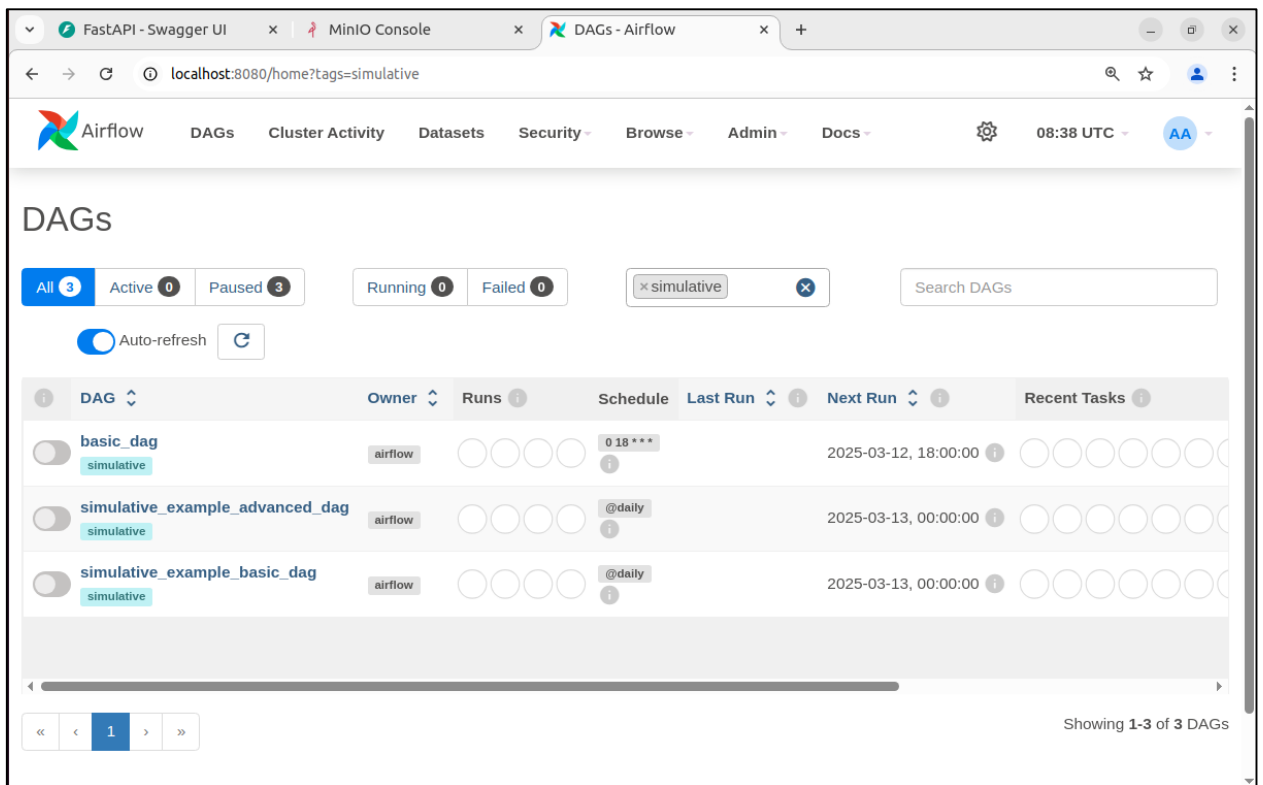 FastAPI - Swagger UI × MinIO Console × DAGs - Airflow × +
localhost:8080/home?tags=simulative
Airflow DAGs Cluster Activity Datasets Security Browse Admin Docs 08:38 UTC AA
DAGs
All 3 Active 0 Paused 3 Running 0 Failed 0 × simulative Search DAGs
Auto-refresh
DAG Owner Runs Schedule Last Run Next Run Recent Tasks
basic_dag airflow 0 18 * * * 2025-03-12, 18:00:00
simulative
simulative_example_advanced_dag airflow @daily 2025-03-13, 00:00:00
simulative
simulative_example_basic_dag airflow @daily 2025-03-13, 00:00:00
simulative
« ‹ 1 › » Showing 1-3 of 3 DAGs